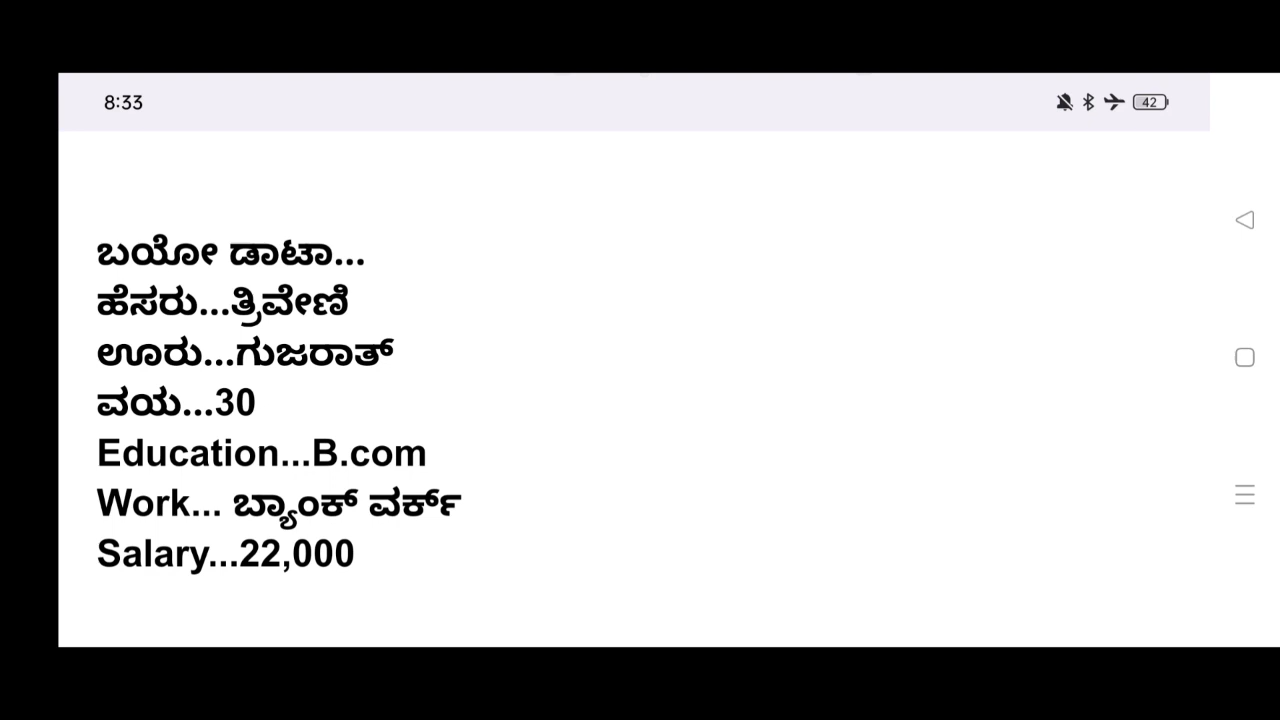 8:33
42
ಬಯೋ ಡಾಟಾ...
ಹೆಸರು...ತ್ರಿವೇಣಿ
ಊರು...ಗುಜರಾತ್
ವಯ...30
Education...B.com
Work... ಬ್ಯಾಂಕ್ ವರ್ಕ್
Salary...22,000